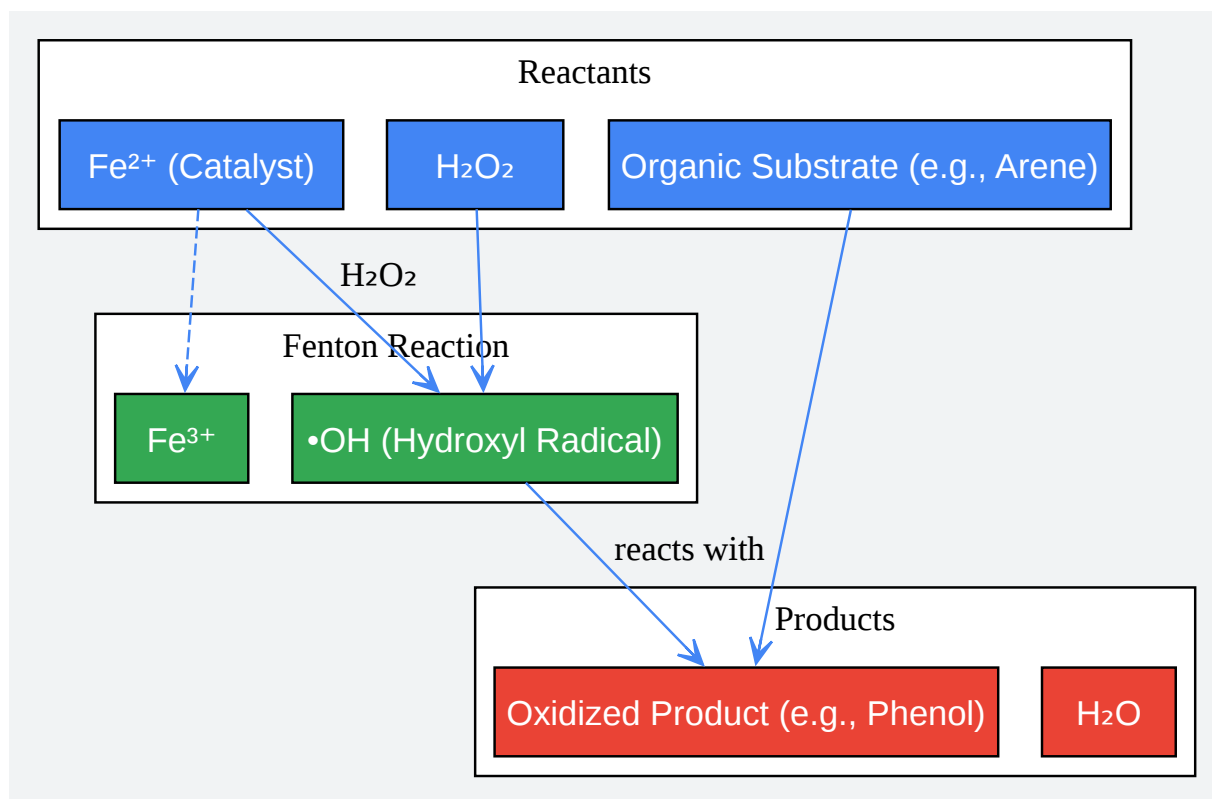 Reactants
Fe²⁺ (Catalyst)
H₂O₂
Organic Substrate (e.g., Arene)
H₂O₂
Fenton Reaction
Fe³⁺
•OH (Hydroxyl Radical)
reacts with
Products
Oxidized Product (e.g., Phenol)
H₂O